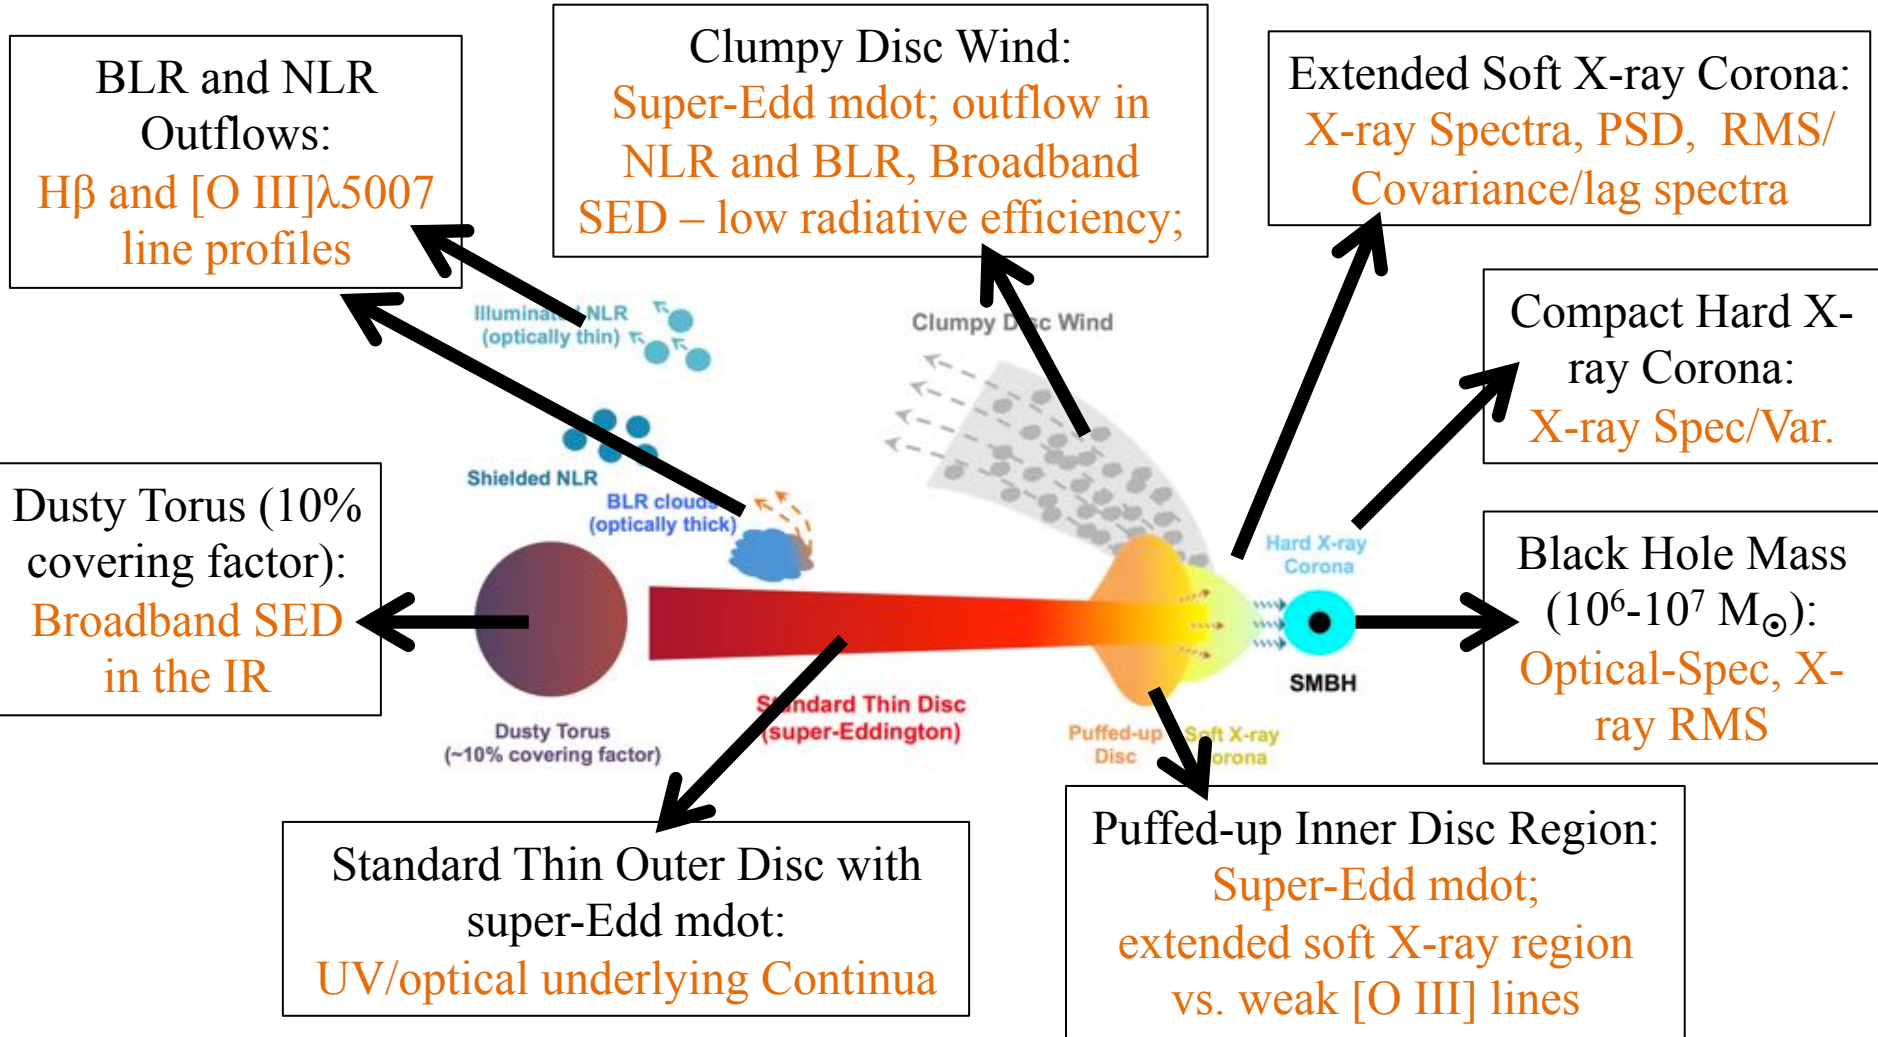 BLR and NLR
Outflows:
Hβ and [O III]λ5007
line profiles
Clumpy Disc Wind:
Super-Edd mdot; outflow in
NLR and BLR, Broadband
SED – low radiative efficiency;
Extended Soft X-ray Corona:
X-ray Spectra, PSD, RMS/
Covariance/lag spectra
Compact Hard X-
ray Corona:
X-ray Spec/Var.
Illuminated NLR
(optically thin)
Clumpy Disc Wind
Shielded NLR
BLR clouds
(optically thick)
Hard X-ray
Corona
Dusty Torus (10%
covering factor):
Broadband SED
in the IR
Black Hole Mass
(10⁶-10⁷ M☉):
Optical-Spec, X-
ray RMS
SMBH
Dusty Torus
(~10% covering factor)
Standard Thin Disc
(super-Eddington)
Puffed-up
Disc
Soft X-ray
Corona
Standard Thin Outer Disc with
super-Edd mdot:
UV/optical underlying Continua
Puffed-up Inner Disc Region:
Super-Edd mdot;
extended soft X-ray region
vs. weak [O III] lines